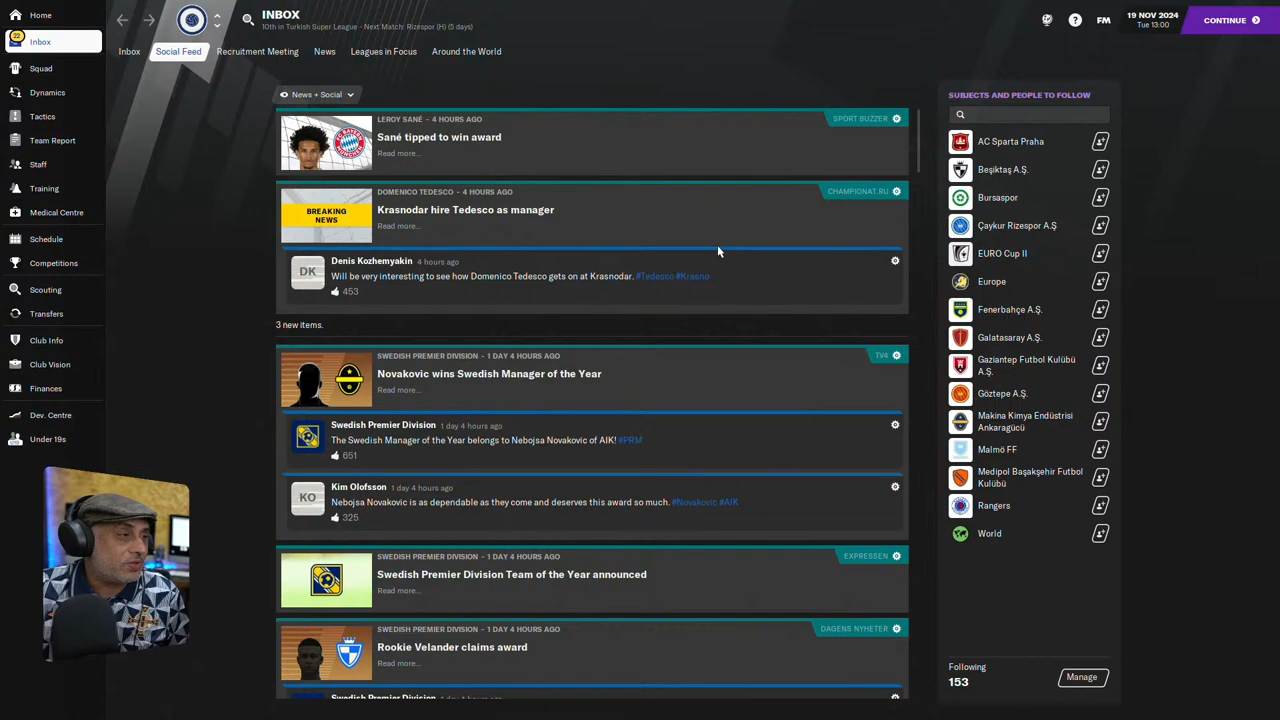 Home
INBOX
10th in Turkish Super League - Next Match: Rizespor (H) (5 days)
FM
19 NOV 2024
Tue 13:00
CONTINUE
22
Inbox
Squad
Dynamics
Tactics
Team Report
Staff
Training
Medical Centre
Schedule
Competitions
Scouting
Transfers
Club Info
Club Vision
Finances
Dev. Centre
Under 19s
Inbox
Social Feed
Recruitment Meeting
News
Leagues in Focus
Around the World
News + Social
LEROY SANÉ - 4 HOURS AGO
SPORT BUZZER
Sané tipped to win award
Read more...
DOMENICO TEDESCO - 4 HOURS AGO
CHAMPIONAT.RU
BREAKING
NEWS
Krasnodar hire Tedesco as manager
Read more...
DK
Denis Kozhemyakin 4 hours ago
Will be very interesting to see how Domenico Tedesco gets on at Krasnodar. #Tedesco #Krasno
453
3 new items.
SWEDISH PREMIER DIVISION - 1 DAY 4 HOURS AGO
TV4
Novakovic wins Swedish Manager of the Year
Read more...
Swedish Premier Division 1 day 4 hours ago
The Swedish Manager of the Year belongs to Nebojsa Novakovic of AIK! #PRM
651
KO
Kim Olofsson 1 day 4 hours ago
Nebojsa Novakovic is as dependable as they come and deserves this award so much. #Novakovic #AIK
325
SWEDISH PREMIER DIVISION - 1 DAY 4 HOURS AGO
EXPRESSEN
Swedish Premier Division Team of the Year announced
Read more...
SWEDISH PREMIER DIVISION - 1 DAY 4 HOURS AGO
DAGENS NYHETER
Rookie Velander claims award
Read more...
Swedish Premier Division 1 day 4 hours ago
SUBJECTS AND PEOPLE TO FOLLOW
AC Sparta Praha
Beşiktaş A.Ş.
Bursaspor
Çaykur Rizespor A.Ş
EURO Cup II
Europe
Fenerbahçe A.Ş.
Galatasaray A.Ş.
Gaziantep Futbol Kulübü
A.Ş.
Göztepe A.Ş.
Makina Kimya Endüstrisi
Ankaragücü
Malmö FF
Medipol Başakşehir Futbol
Kulübü
Rangers
World
Following
153
Manage